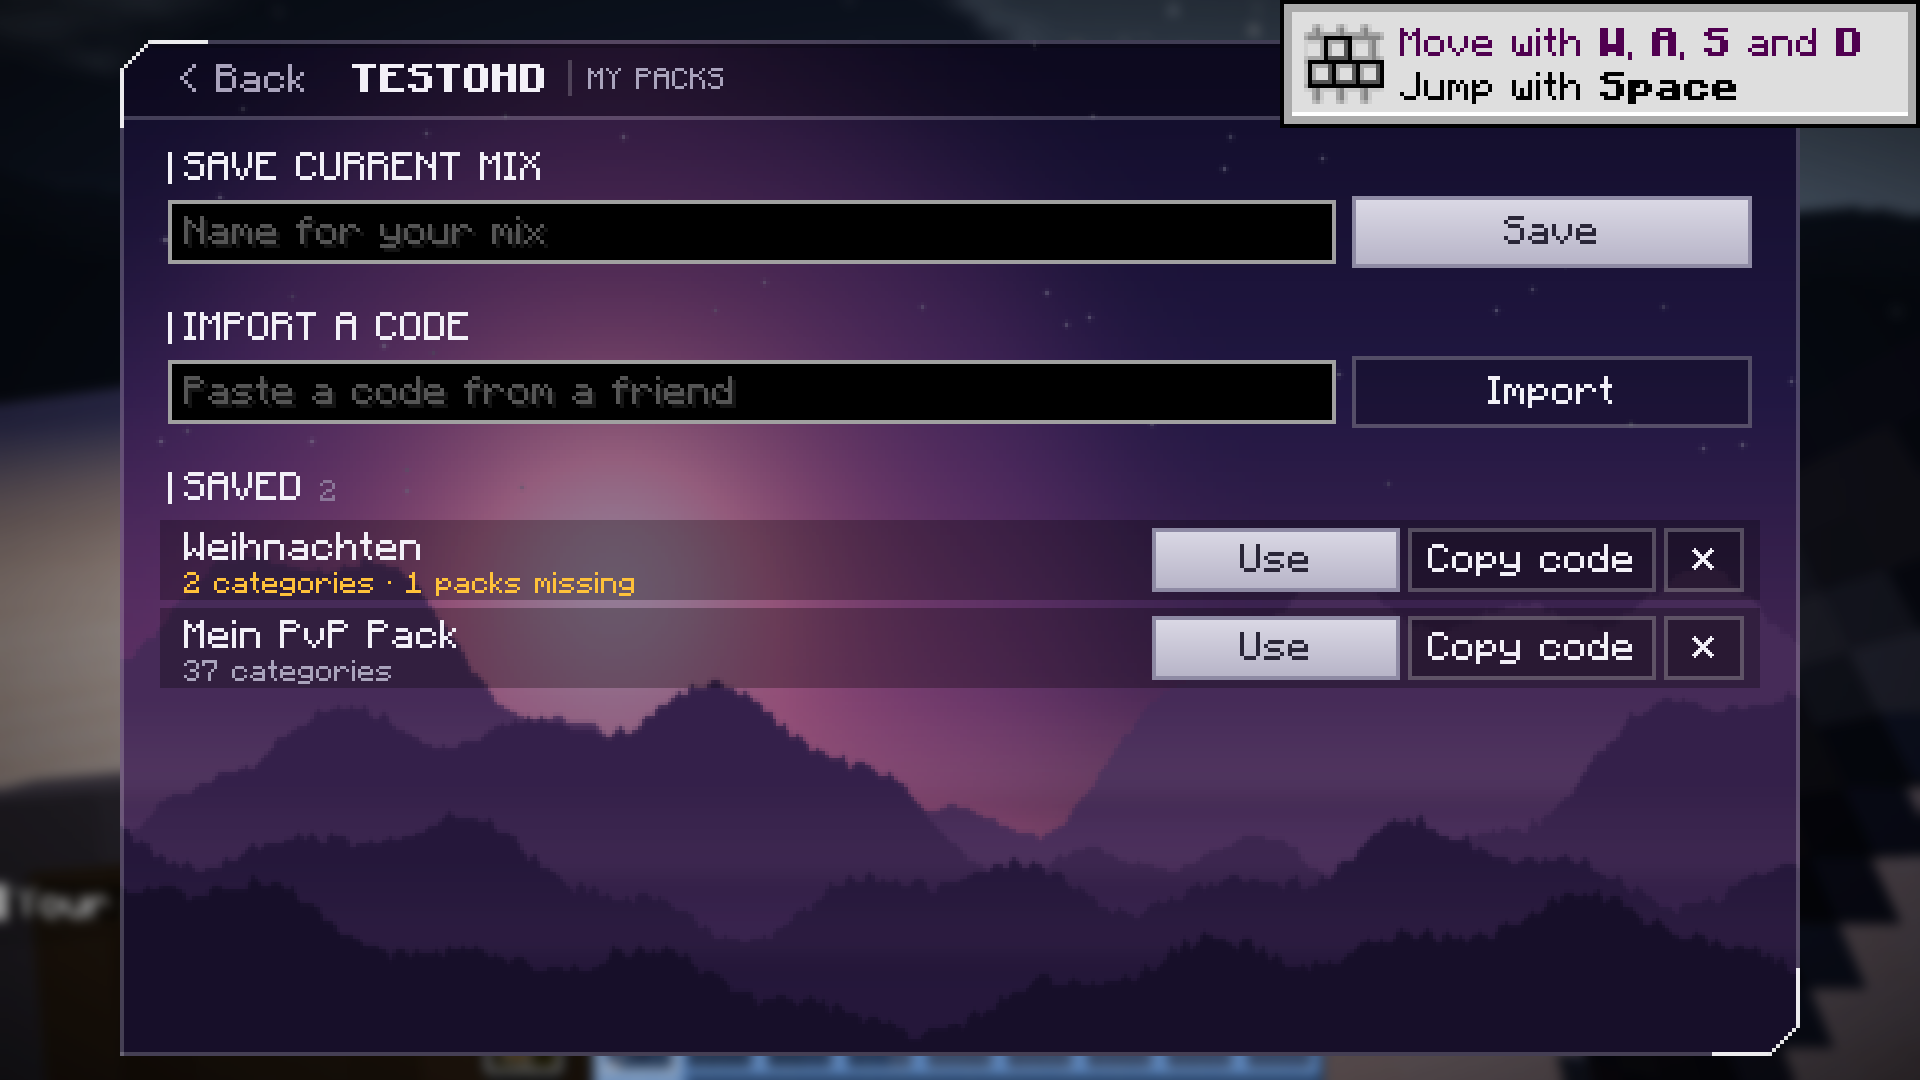 < Back TESTOHD MY PACKS
Move with W, A, S and D
Jump with Space
SAVE CURRENT MIX
Name for your mix Save
IMPORT A CODE
Paste a code from a friend Import
SAVED 2
Weihnachten
2 categories · 1 packs missing
Use Copy code ×
Mein PvP Pack
37 categories
Use Copy code ×
Tour